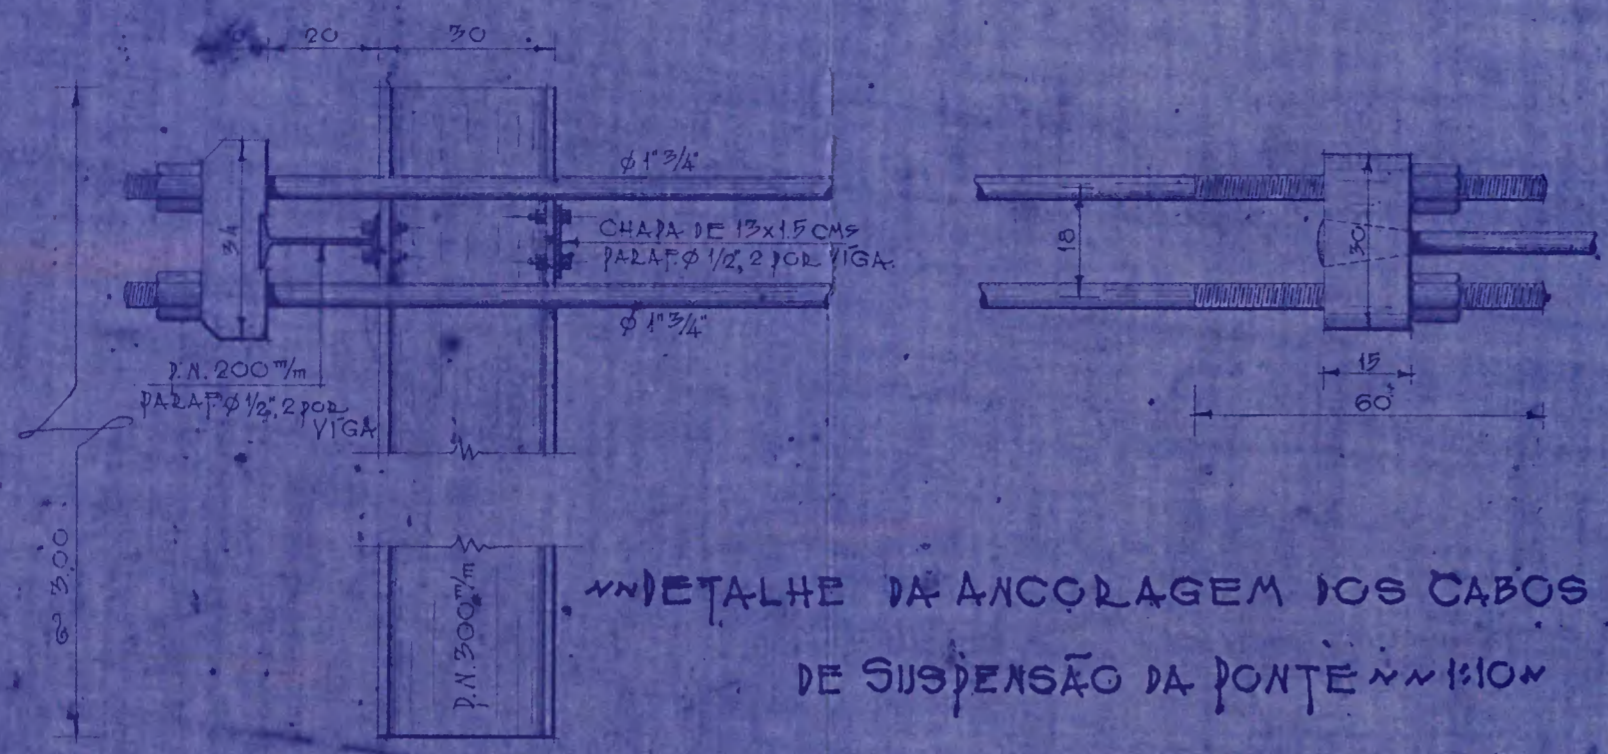 20
30
Ø 1" 3/4"
34
CHAPA DE 13x1.5 CMS
PARAF. Ø 1/2", 2 POR VIGA.
Ø 1" 3/4"
P.N. 200 m/m
PARAF. Ø 1/2", 2 POR
VIGA
3,00
P.N. 300 m/m
18
30
15
60
~~DETALHE DA ANCORAGEM DOS CABOS
DE SUSPENSÃO DA PONTE ~~ 1:10~